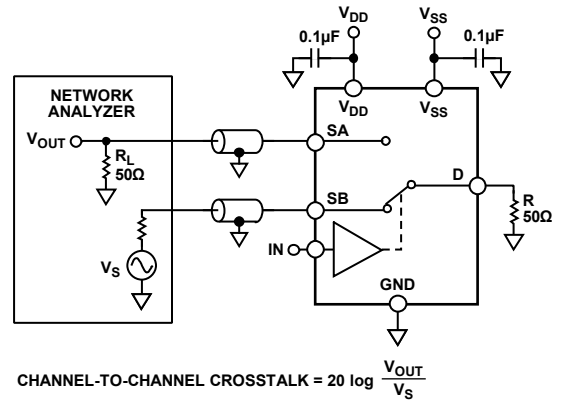 VDD
VSS
0.1µF
0.1µF
VDD
VSS
NETWORK
ANALYZER
VOUT
RL
50Ω
SA
SB
D
R
50Ω
VS
IN
GND
CHANNEL-TO-CHANNEL CROSSTALK = 20 log VOUT
VS